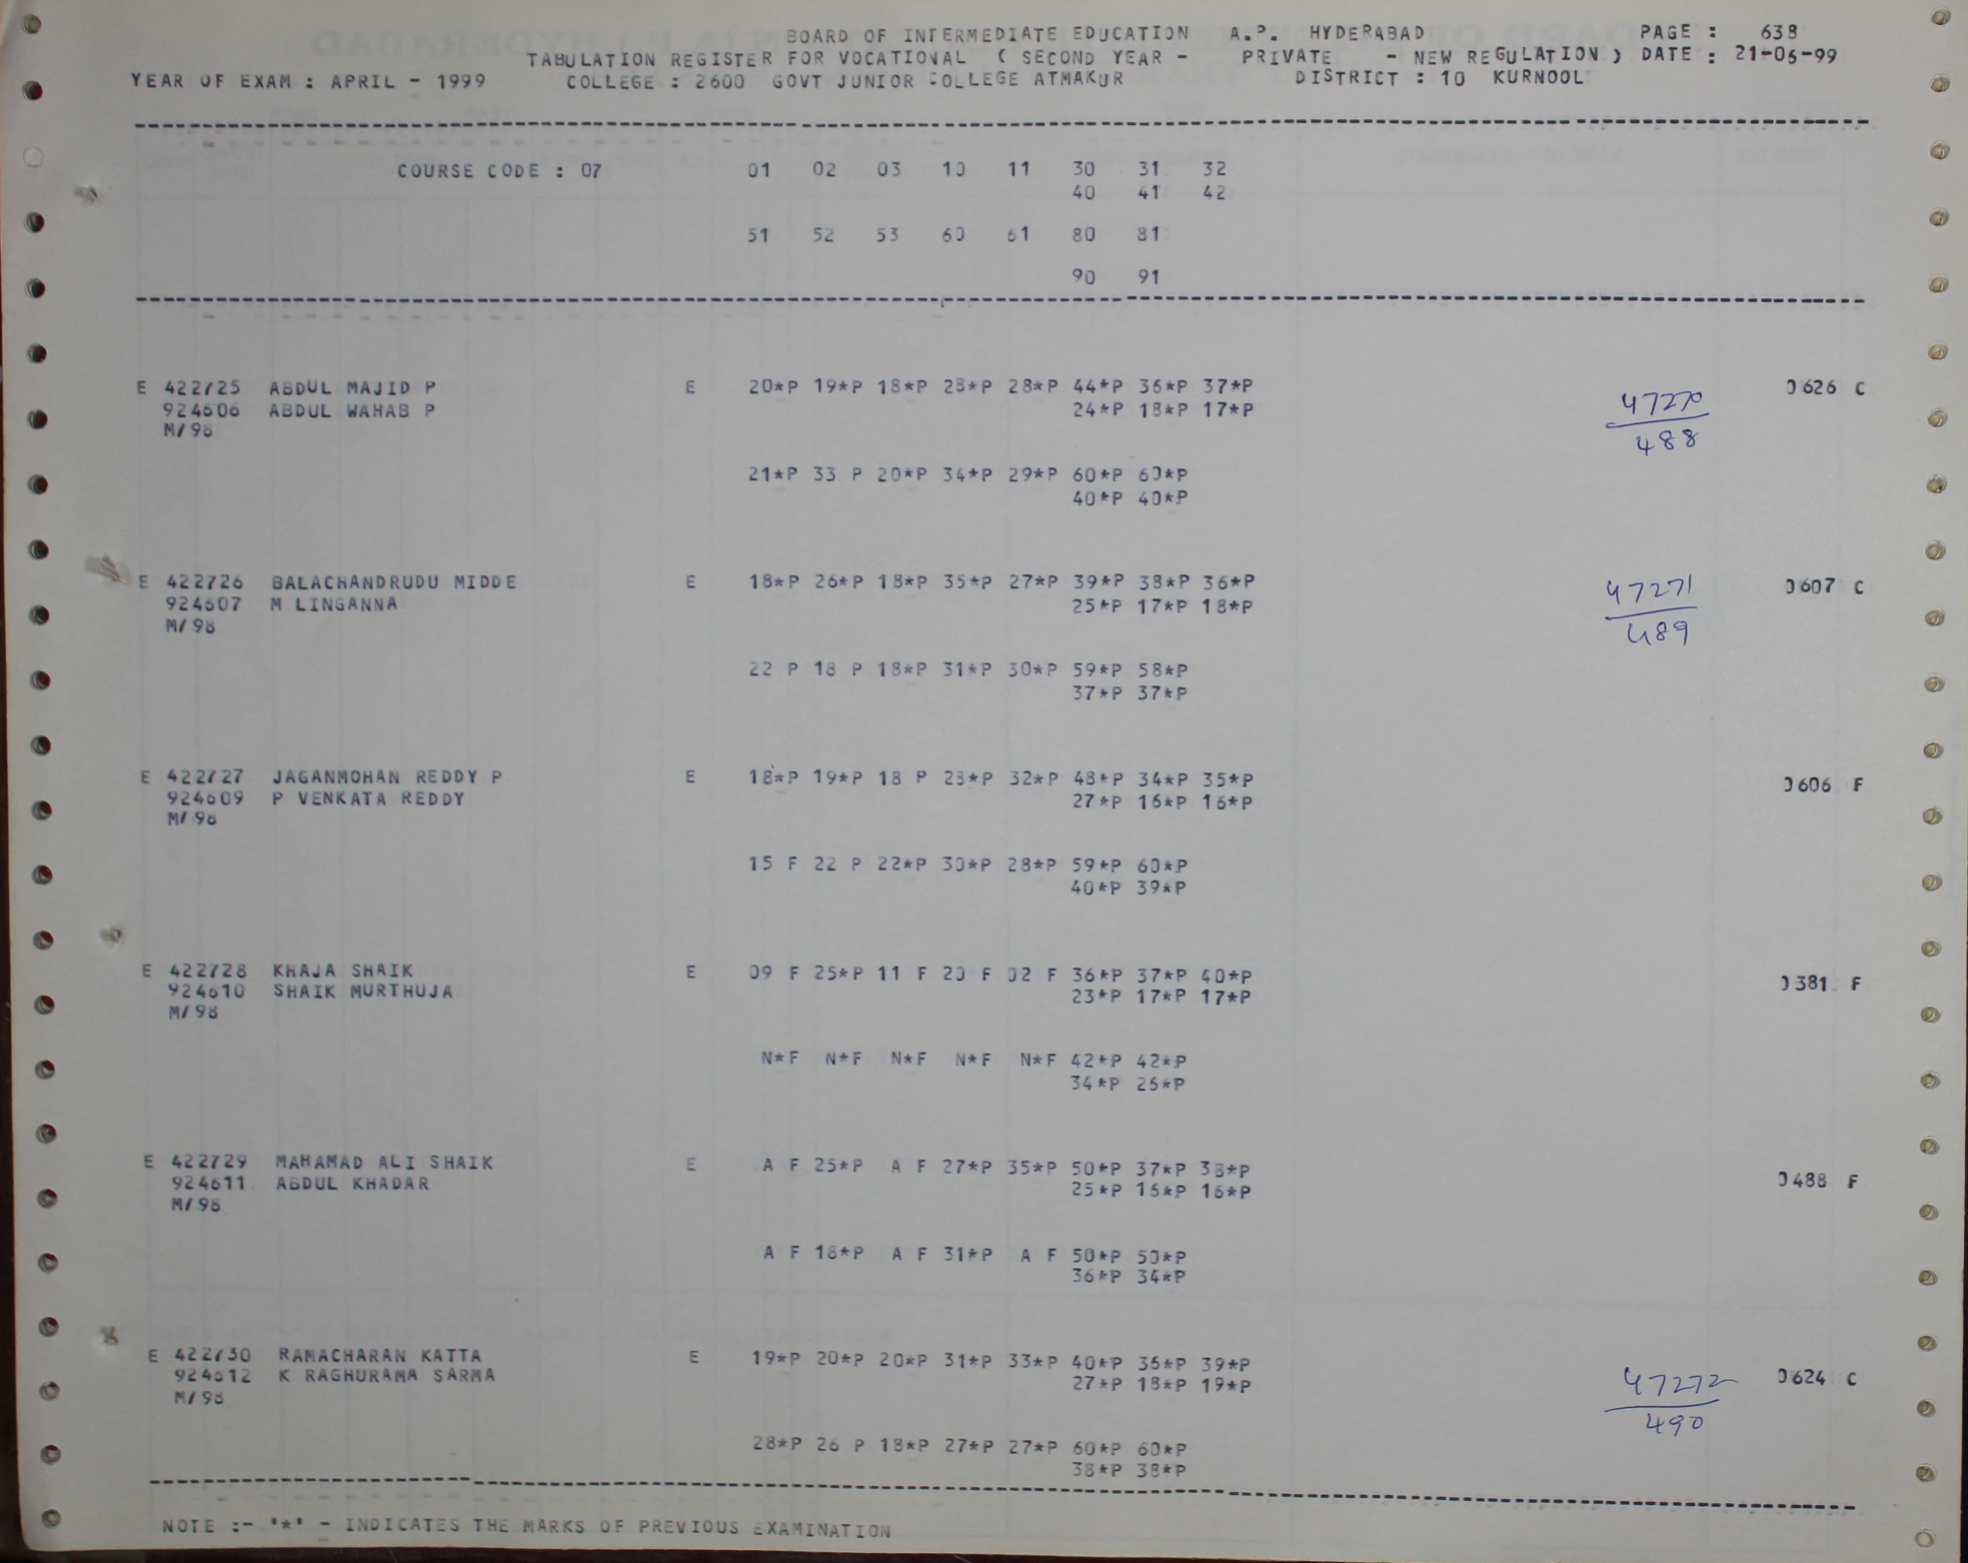 BOARD OF INTERMEDIATE EDUCATION A.P. HYDERABAD PAGE : 638
TABULATION REGISTER FOR VOCATIONAL ( SECOND YEAR - PRIVATE - NEW REGULATION ) DATE : 21-06-99
YEAR OF EXAM : APRIL - 1999 COLLEGE : 2600 GOVT JUNIOR COLLEGE ATMAKUR DISTRICT : 10 KURNOOL
COURSE CODE : 07 01 02 03 10 11 30 31 32
40 41 42
51 52 53 60 61 80 81
90 91
E 422725 ABDUL MAJID P E 20*P 19*P 18*P 28*P 28*P 44*P 36*P 37*P 47270 0626 C
924606 ABDUL WAHAB P 24*P 18*P 17*P 488
M/98
21*P 33 P 20*P 34*P 29*P 60*P 60*P
40*P 40*P
E 422726 BALACHANDRUDU MIDDE E 18*P 26*P 18*P 35*P 27*P 39*P 38*P 36*P 47271 0607 C
924607 M LINGANNA 25*P 17*P 18*P 489
M/98
22 P 18 P 18*P 31*P 30*P 59*P 58*P
37*P 37*P
E 422727 JAGANMOHAN REDDY P E 18*P 19*P 18 P 28*P 32*P 48*P 34*P 35*P 0606 F
924609 P VENKATA REDDY 27*P 16*P 16*P
M/98
15 F 22 P 22*P 30*P 28*P 59*P 60*P
40*P 39*P
E 422728 KHAJA SHAIK E 09 F 25*P 11 F 20 F 02 F 36*P 37*P 40*P 0381 F
924610 SHAIK MURTHUJA 23*P 17*P 17*P
M/98
N*F N*F N*F N*F N*F 42*P 42*P
34*P 26*P
E 422729 MAHAMAD ALI SHAIK E A F 25*P A F 27*P 35*P 50*P 37*P 38*P 0488 F
924611 ABDUL KHADAR 25*P 16*P 16*P
M/98
A F 18*P A F 31*P A F 50*P 50*P
36*P 34*P
E 422730 RAMACHARAN KATTA E 19*P 20*P 20*P 31*P 33*P 40*P 36*P 39*P 47272 0624 C
924612 K RAGHURAMA SARMA 27*P 18*P 19*P 490
M/98
28*P 26 P 18*P 27*P 27*P 60*P 60*P
38*P 38*P
NOTE :- '*' - INDICATES THE MARKS OF PREVIOUS EXAMINATION